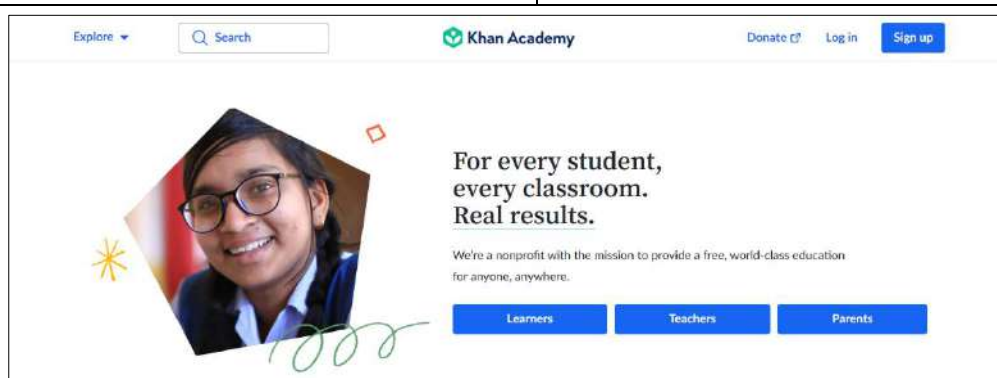 Explore
Search
Khan Academy
Donate
Log in
Sign up
For every student,
every classroom.
Real results.
We're a nonprofit with the mission to provide a free, world-class education
for anyone, anywhere.
Learners
Teachers
Parents